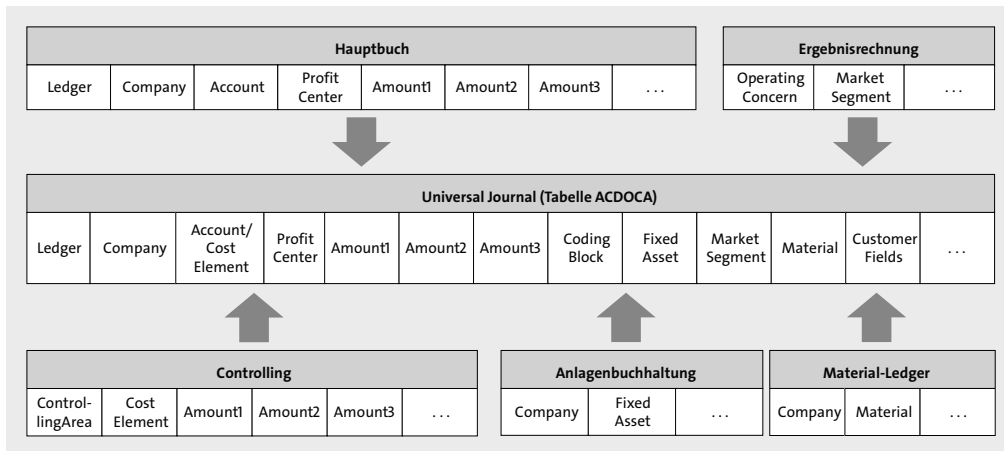 Hauptbuch
Ledger Company Account Profit Center Amount1 Amount2 Amount3 ...
Ergebnisrechnung
Operating Concern Market Segment ...
Universal Journal (Tabelle ACDOCA)
Ledger Company Account/ Cost Element Profit Center Amount1 Amount2 Amount3 Coding Block Fixed Asset Market Segment Material Customer Fields ...
Controlling
Control- lingArea Cost Element Amount1 Amount2 Amount3 ...
Anlagenbuchhaltung
Company Fixed Asset ...
Material-Ledger
Company Material ...